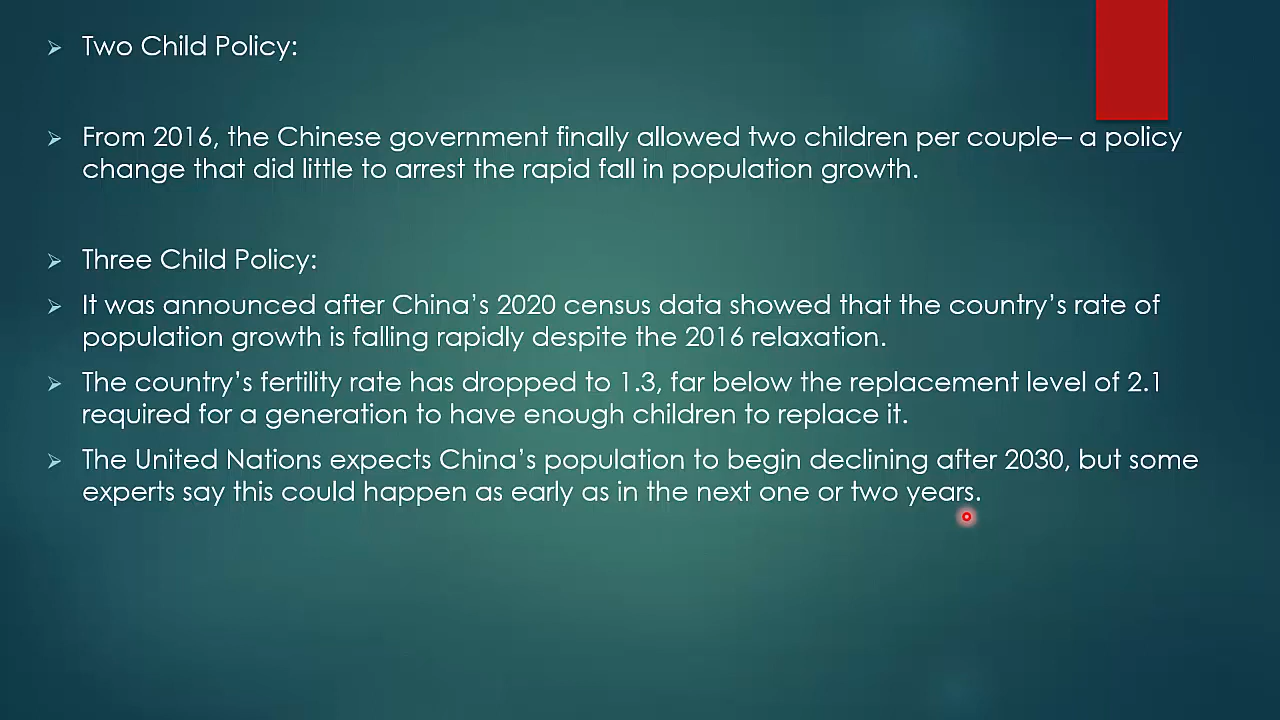 Two Child Policy:
From 2016, the Chinese government finally allowed two children per couple– a policy
change that did little to arrest the rapid fall in population growth.
Three Child Policy:
It was announced after China’s 2020 census data showed that the country’s rate of
population growth is falling rapidly despite the 2016 relaxation.
The country’s fertility rate has dropped to 1.3, far below the replacement level of 2.1
required for a generation to have enough children to replace it.
The United Nations expects China’s population to begin declining after 2030, but some
experts say this could happen as early as in the next one or two years.